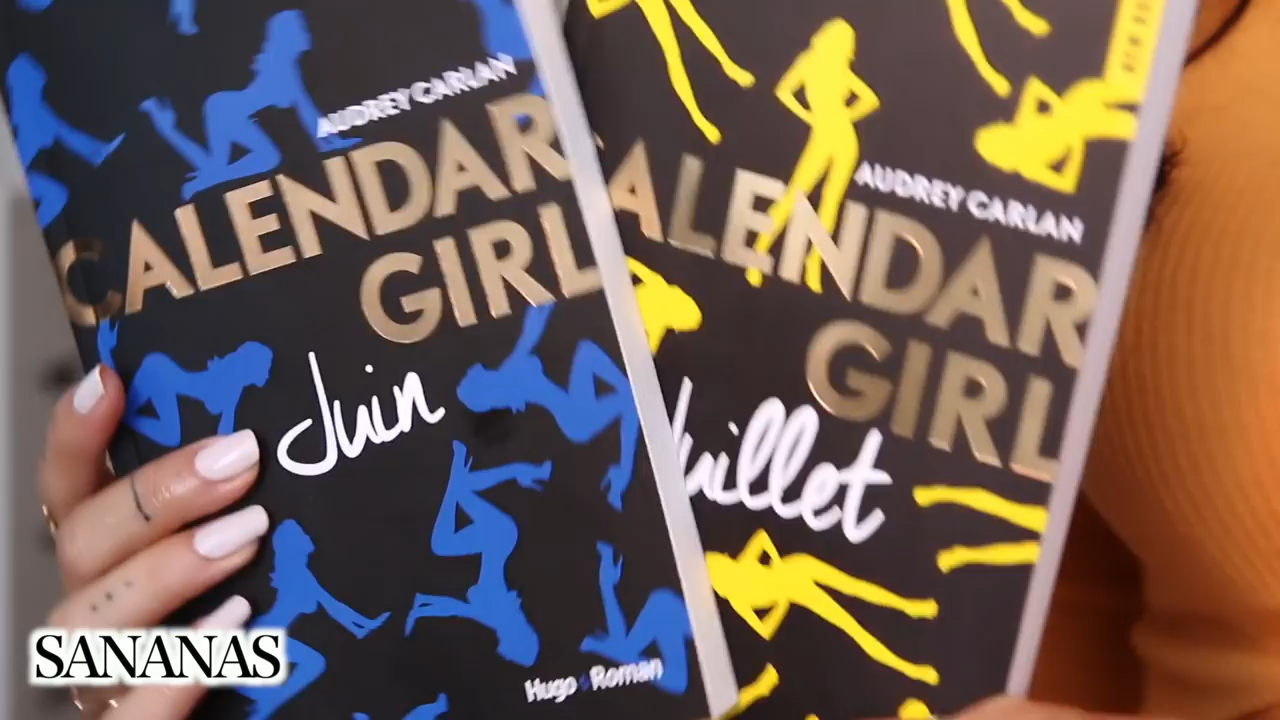 AUDREY CARLAN
CALENDAR
GIRL
Juin
Hugo Roman
AUDREY CARLAN
ALENDAR
GIRL
uillet
SANANAS